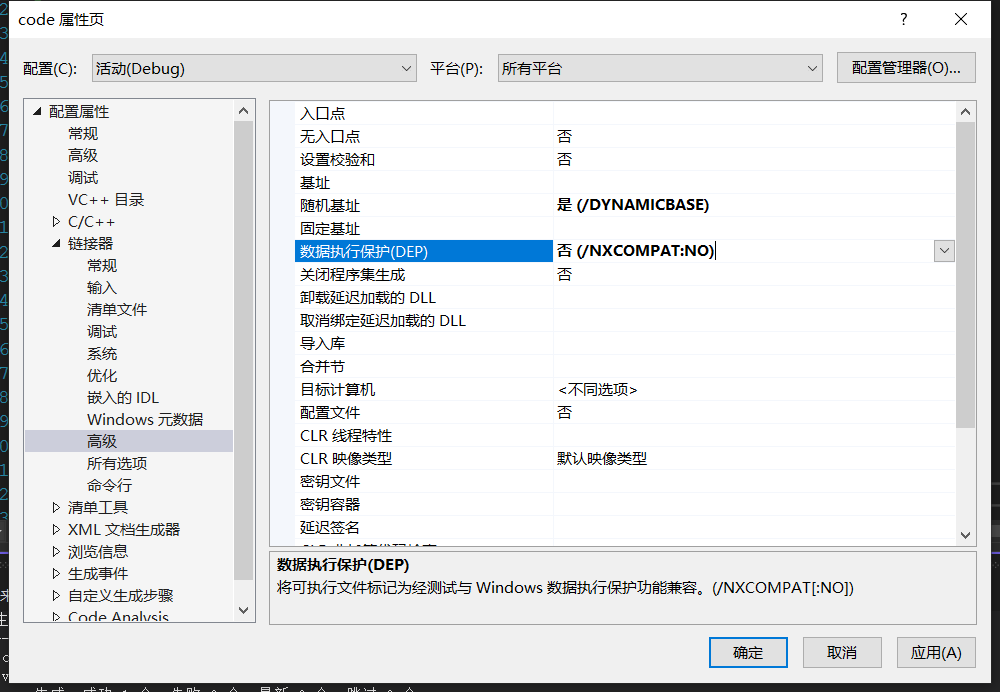 code 属性页
?
配置(C):
活动(Debug)
平台(P):
所有平台
配置管理器(O)...
配置属性
常规
高级
调试
VC++ 目录
C/C++
链接器
常规
输入
清单文件
调试
系统
优化
嵌入的 IDL
Windows 元数据
高级
所有选项
命令行
清单工具
XML 文档生成器
浏览信息
生成事件
自定义生成步骤
Code Analysis
入口点
无入口点 否
设置校验和 否
基址
随机基址 是 (/DYNAMICBASE)
固定基址
数据执行保护(DEP) 否 (/NXCOMPAT:NO)
关闭程序集生成 否
卸载延迟加载的 DLL
取消绑定延迟加载的 DLL
导入库
合并节
目标计算机 <不同选项>
配置文件 否
CLR 线程特性
CLR 映像类型 默认映像类型
密钥文件
密钥容器
延迟签名
数据执行保护(DEP)
将可执行文件标记为经测试与 Windows 数据执行保护功能兼容。(/NXCOMPAT[:NO])
确定
取消
应用(A)